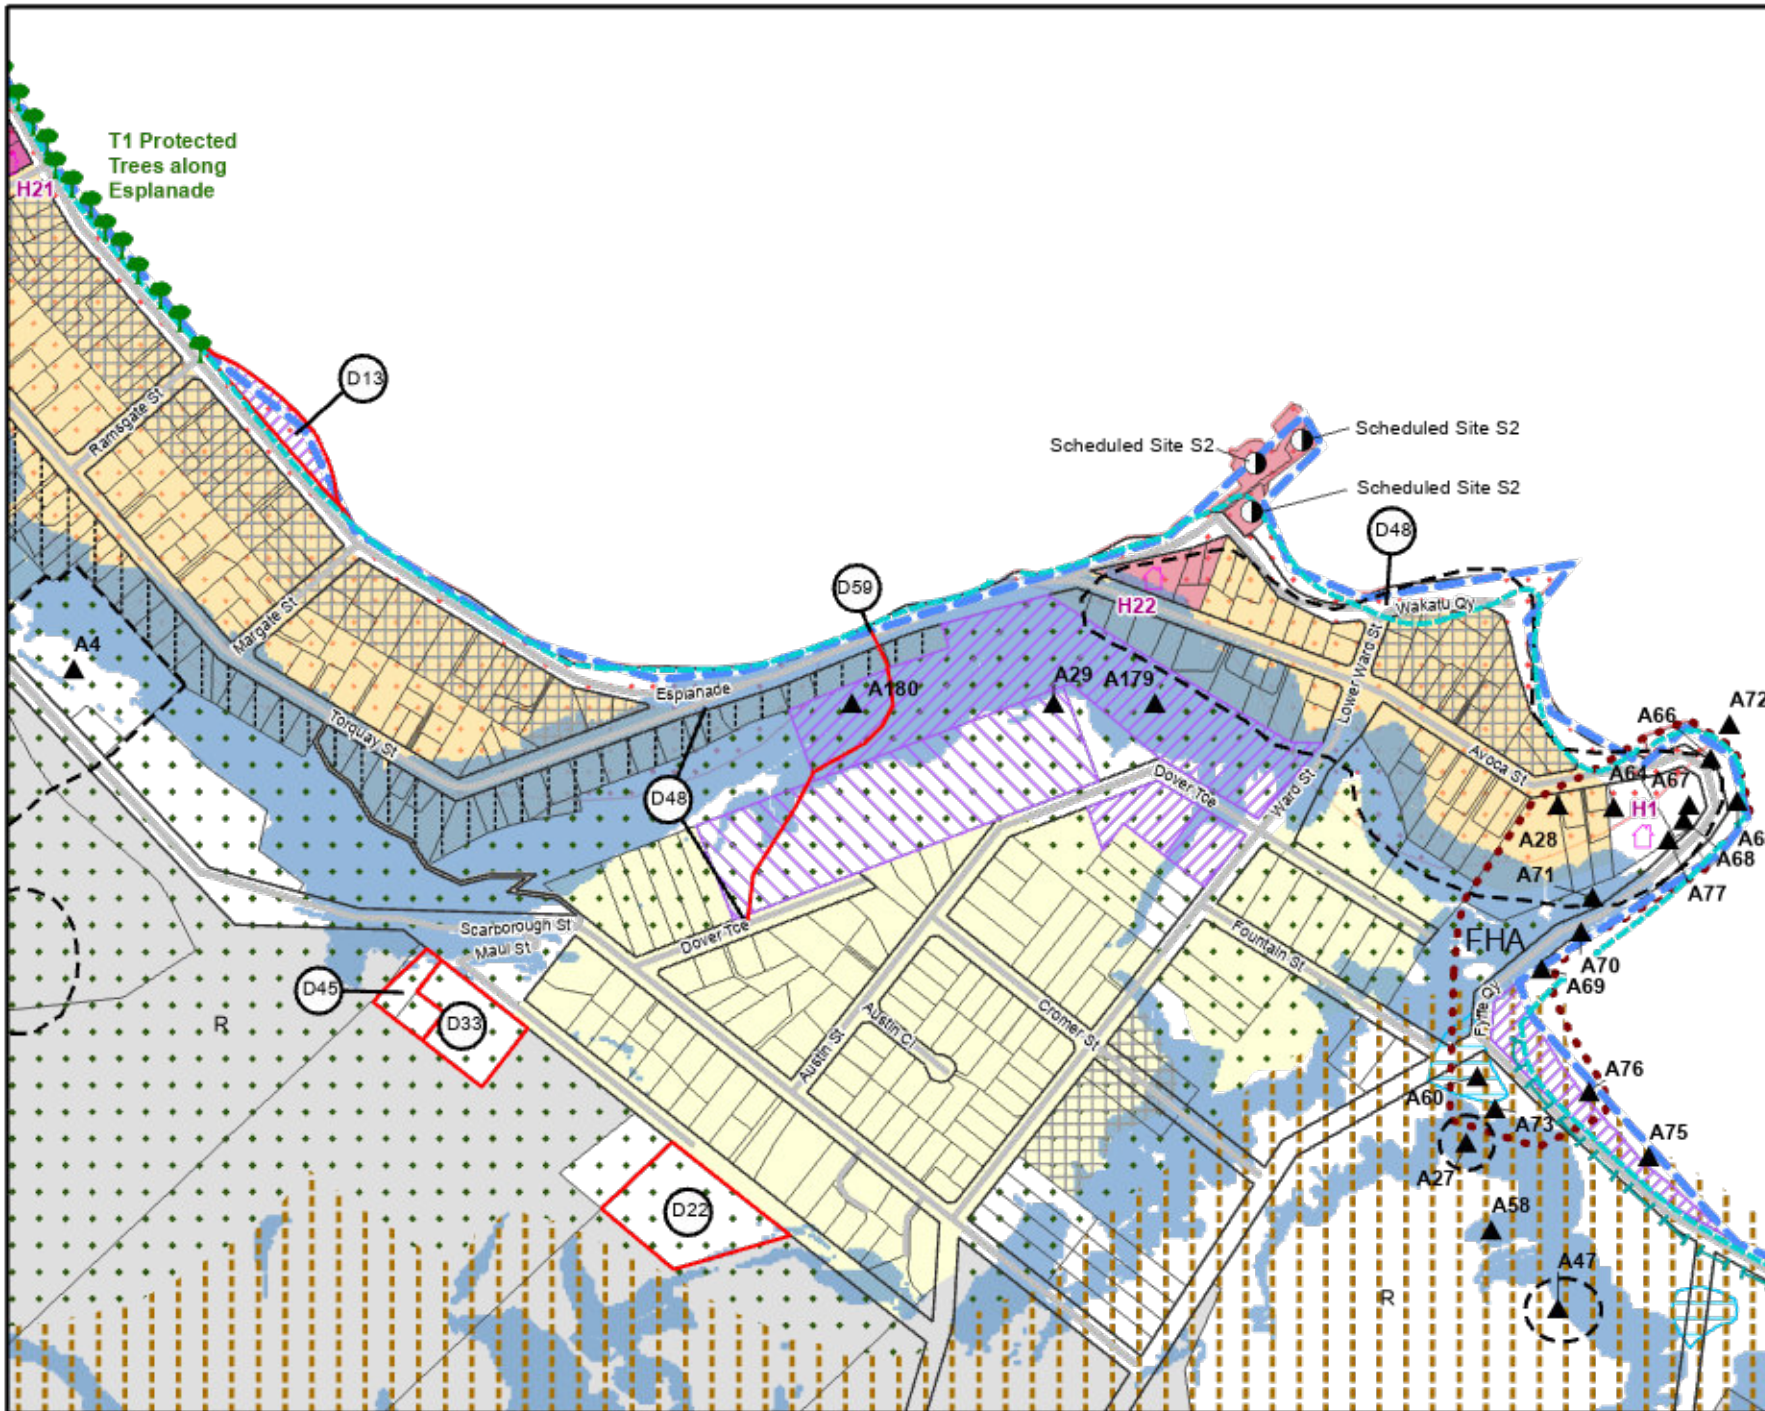 T1 Protected
Trees along
Esplanade
H21
D13
Ramsgate St
Scheduled Site S2
Scheduled Site S2
Scheduled Site S2
D48
D59
Margate St
H22
Wakatu Qy
A4
Torquay St
Esplanade
A180
A29
A179
Lower Ward St
A66
A72
Avoca St
D48
Dover Tce
Ward St
A64
A67
H1
A28
A68
A71
A77
Scarborough St
Maul St
Dover Tce
Fountain St
FHA
A70
A69
D45
D33
R
Austin St
Austin Cl
Cromer St
Fyffe Qy
A76
A60
A73
A75
A27
D22
A58
A47
R